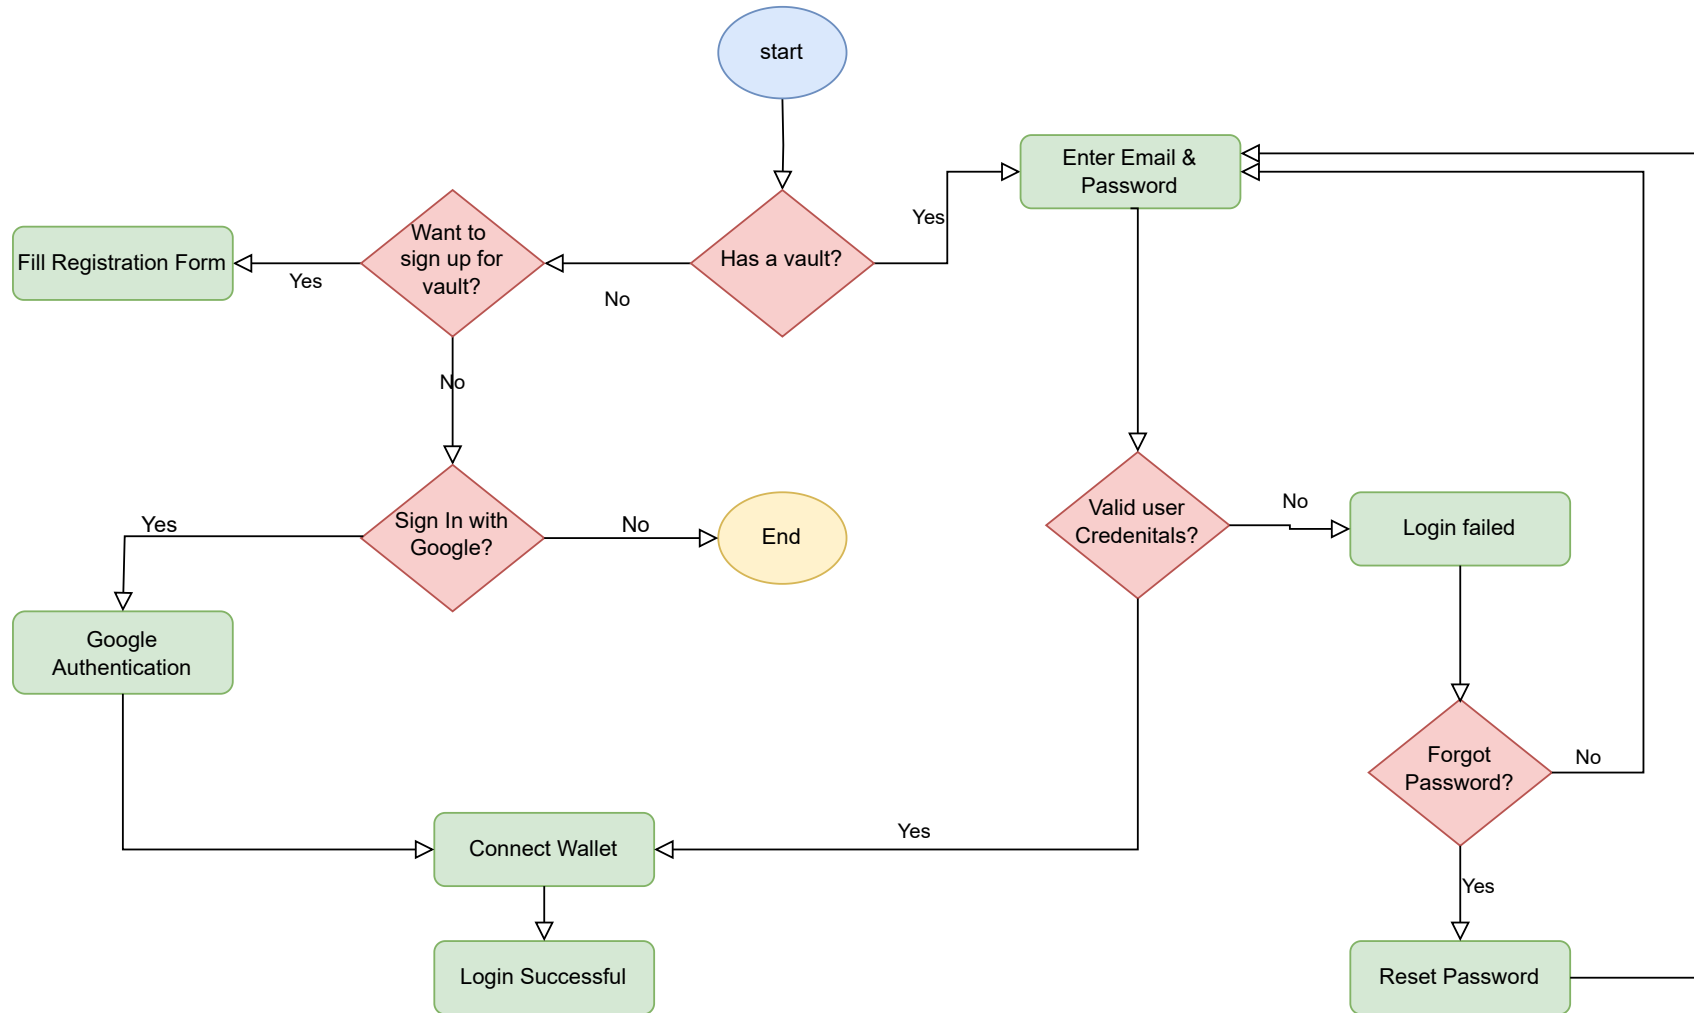 start
Enter Email &
Password
Yes
Want to
sign up for
vault?
Has a vault?
Fill Registration Form
Yes
No
No
Sign In with
Google?
Yes
No
End
Valid user
Credenitals?
No
Login failed
Google
Authentication
Forgot
Password?
No
Connect Wallet
Yes
Yes
Login Successful
Reset Password